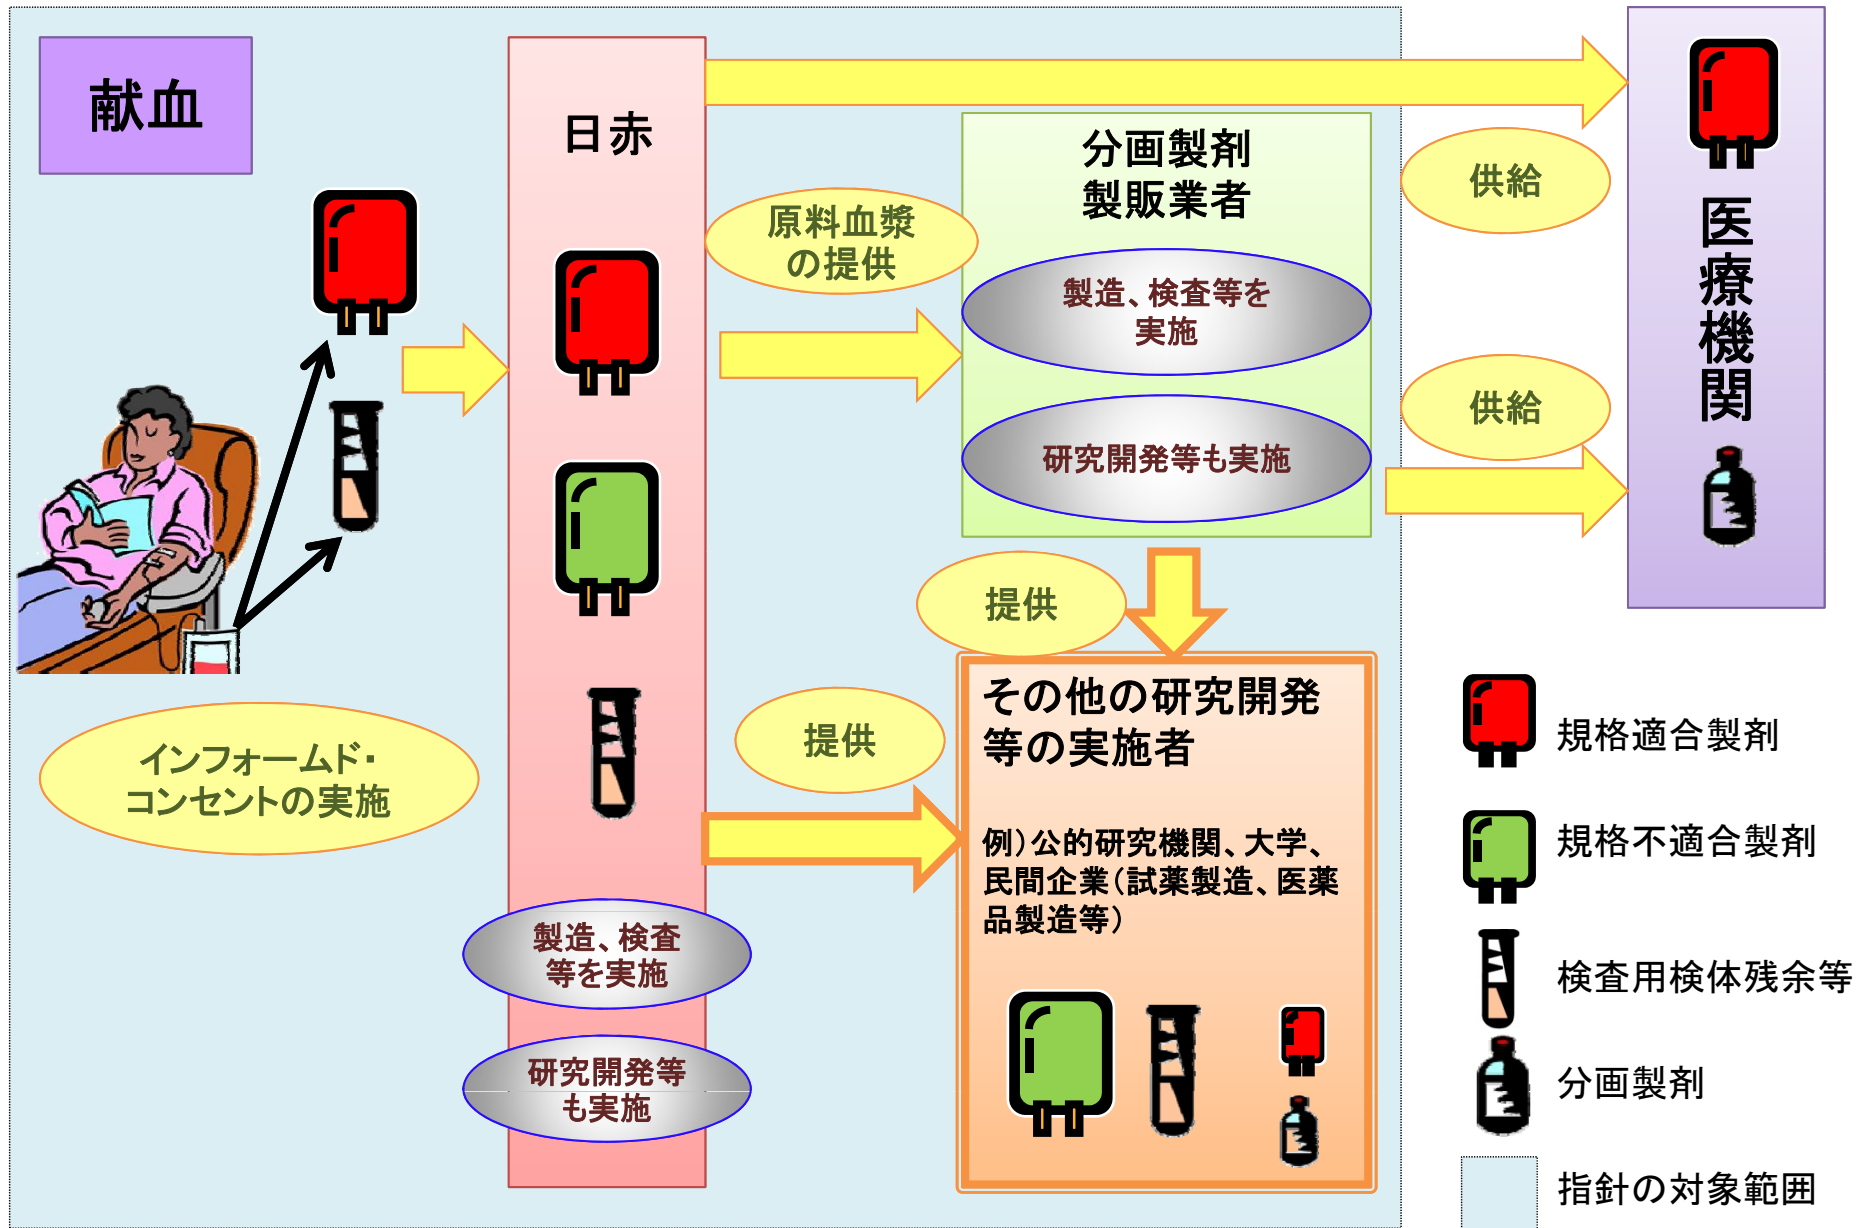 献血
日赤
原料血漿
の提供
分画製剤
製販業者
製造、検査等を
実施
研究開発等も実施
供給
供給
医療機関
インフォームド・
コンセントの実施
提供
提供
その他の研究開発
等の実施者
例）公的研究機関、大学、
民間企業（試薬製造、医薬
品製造等）
製造、検査
等を実施
研究開発等
も実施
規格適合製剤
規格不適合製剤
検査用検体残余等
分画製剤
指針の対象範囲